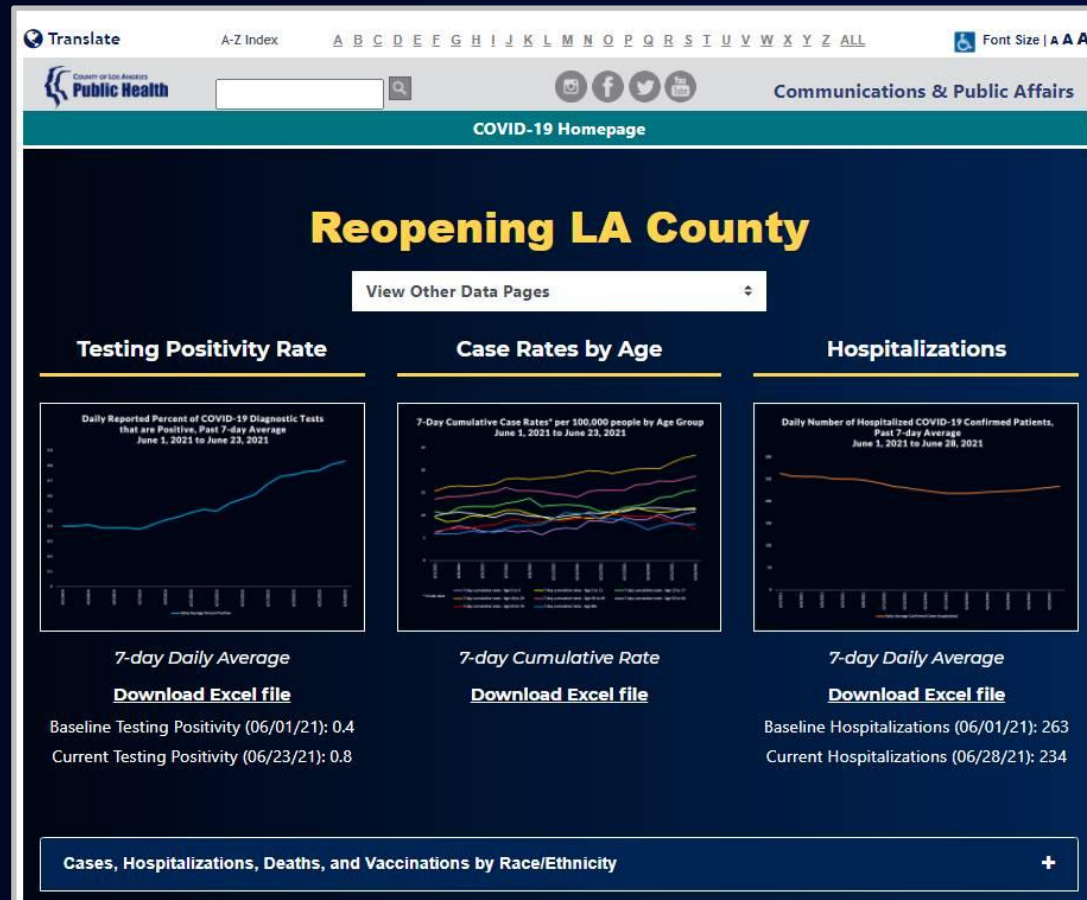 Translate
A-Z Index
A B C D E F G H I J K L M N O P Q R S T U V W X Y Z ALL
Font Size | A A A
County of Los Angeles
Public Health
You
Tube
Communications & Public Affairs
COVID-19 Homepage
Reopening LA County
View Other Data Pages
Testing Positivity Rate
Case Rates by Age
Hospitalizations
Daily Reported Percent of COVID-19 Diagnostic Tests
that are Positive, Past 7-day Average
June 1, 2021 to June 23, 2021
7-Day Cumulative Case Rates* per 100,000 people by Age Group
June 1, 2021 to June 23, 2021
Daily Number of Hospitalized COVID-19 Confirmed Patients,
Past 7-day Average
June 1, 2021 to June 28, 2021
7-day Daily Average
7-day Cumulative Rate
7-day Daily Average
Download Excel file
Download Excel file
Download Excel file
Baseline Testing Positivity (06/01/21): 0.4
Current Testing Positivity (06/23/21): 0.8
Baseline Hospitalizations (06/01/21): 263
Current Hospitalizations (06/28/21): 234
Cases, Hospitalizations, Deaths, and Vaccinations by Race/Ethnicity +